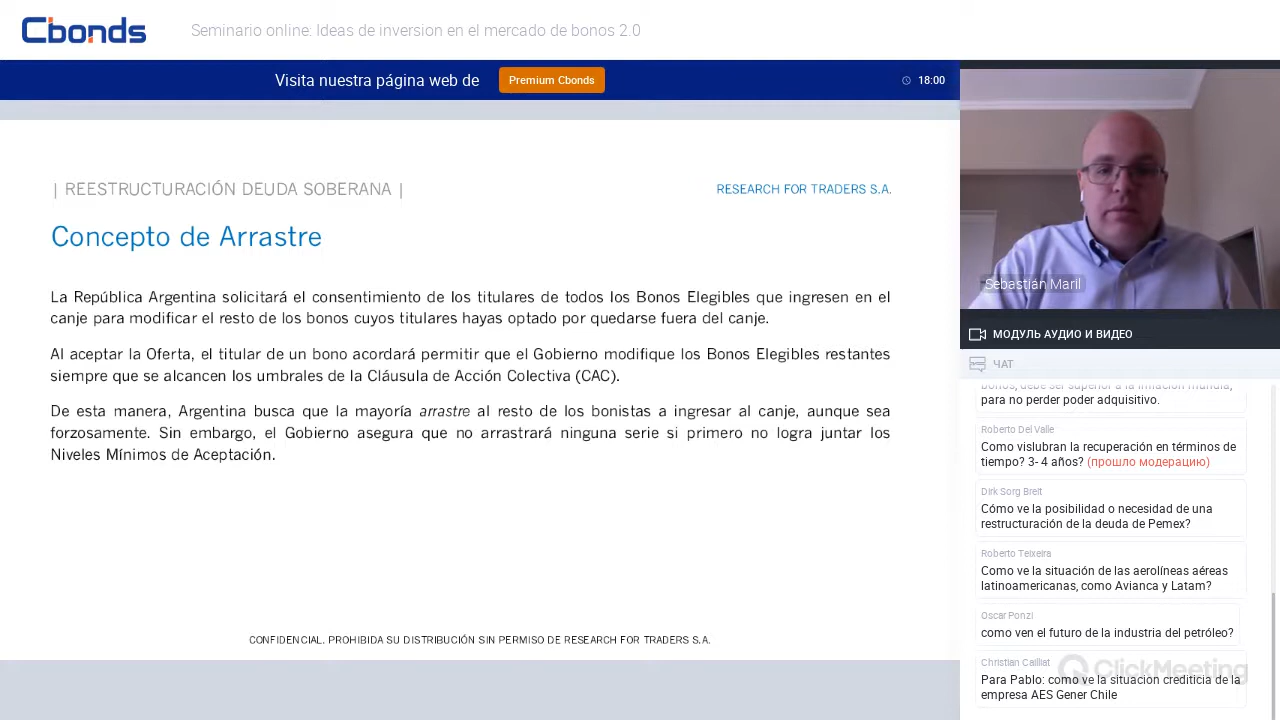 Cbonds
Seminario online: Ideas de inversion en el mercado de bonos 2.0
Visita nuestra página web de
Premium Cbonds
18:00
| REESTRUCTURACIÓN DEUDA SOBERANA |
RESEARCH FOR TRADERS S.A.
Concepto de Arrastre
La República Argentina solicitará el consentimiento de los titulares de todos los Bonos Elegibles que ingresen en el
canje para modificar el resto de los bonos cuyos titulares hayas optado por quedarse fuera del canje.
Al aceptar la Oferta, el titular de un bono acordará permitir que el Gobierno modifique los Bonos Elegibles restantes
siempre que se alcancen los umbrales de la Cláusula de Acción Colectiva (CAC).
De esta manera, Argentina busca que la mayoría arrastre al resto de los bonistas a ingresar al canje, aunque sea
forzosamente. Sin embargo, el Gobierno asegura que no arrastrará ninguna serie si primero no logra juntar los
Niveles Mínimos de Aceptación.
CONFIDENCIAL. PROHIBIDA SU DISTRIBUCIÓN SIN PERMISO DE RESEARCH FOR TRADERS S.A.
Sebastián Maril
МОДУЛЬ АУДИО И ВИДЕО
ЧАТ
bonos, debe ser superior a la inflación mundia,
para no perder poder adquisitivo.
Roberto Del Valle
Como vislubran la recuperación en términos de
tiempo? 3- 4 años? (прошло модерацию)
Dirk Sorg Breit
Cómo ve la posibilidad o necesidad de una
restructuración de la deuda de Pemex?
Roberto Teixeira
Como ve la situación de las aerolíneas aéreas
latinoamericanas, como Avianca y Latam?
Oscar Ponzi
como ven el futuro de la industria del petróleo?
Christian Cailliat
ClickMeeting
Para Pablo: como ve la situación crediticia de la
empresa AES Gener Chile